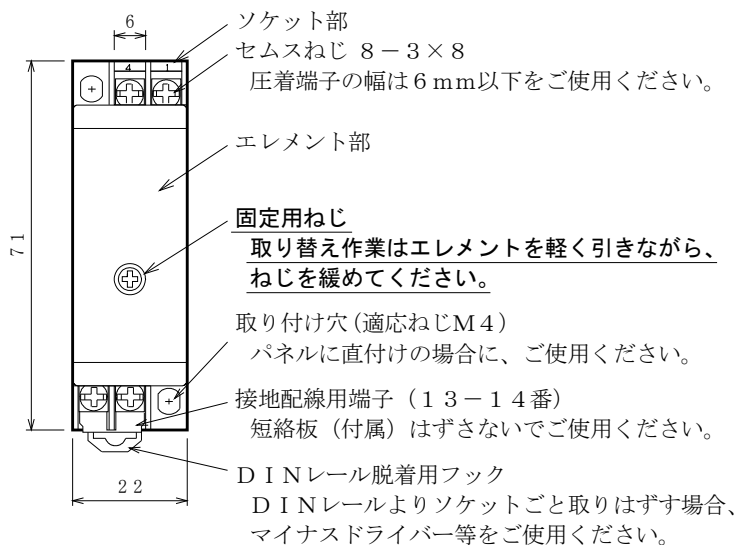 6
ソケット部
セムスねじ ８－３×８
圧着端子の幅は６ｍｍ以下をご使用ください。
4 1
エレメント部
71
固定用ねじ
取り替え作業はエレメントを軽く引きながら、
ねじを緩めてください。
取り付け穴(適応ねじＭ４)
パネルに直付けの場合に、ご使用ください。
接地配線用端子（１３－１４番）
短絡板（付属）はずさないでご使用ください。
ＤＩＮレール脱着用フック
22
ＤＩＮレールよりソケットごと取りはずす場合、
マイナスドライバー等をご使用ください。